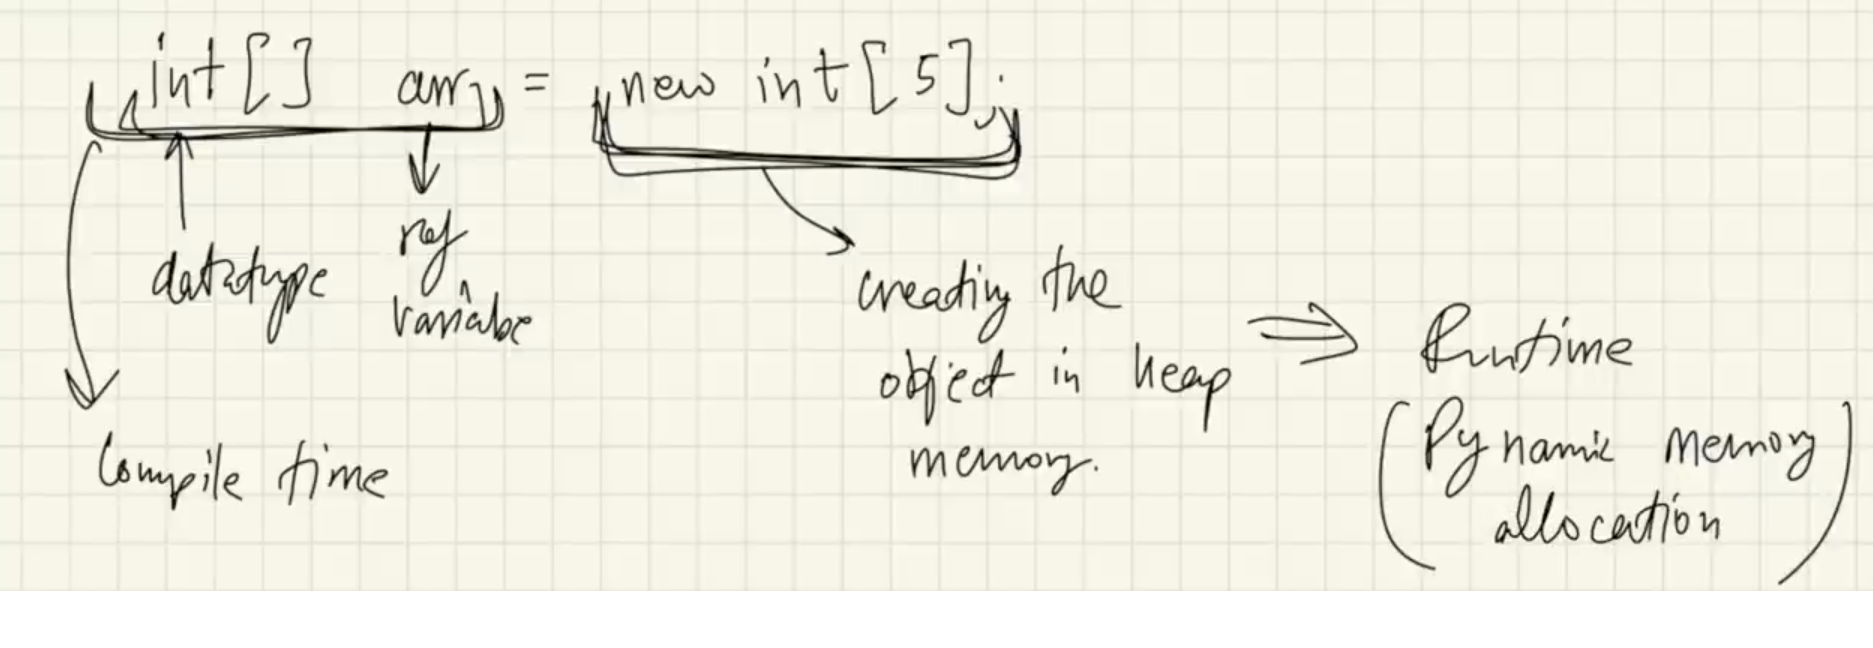 int[] arr = new int[5];
datatype
ref
variable
Compile time
creating the
object in heap
memory.
Runtime
(Dynamic memory
allocation)